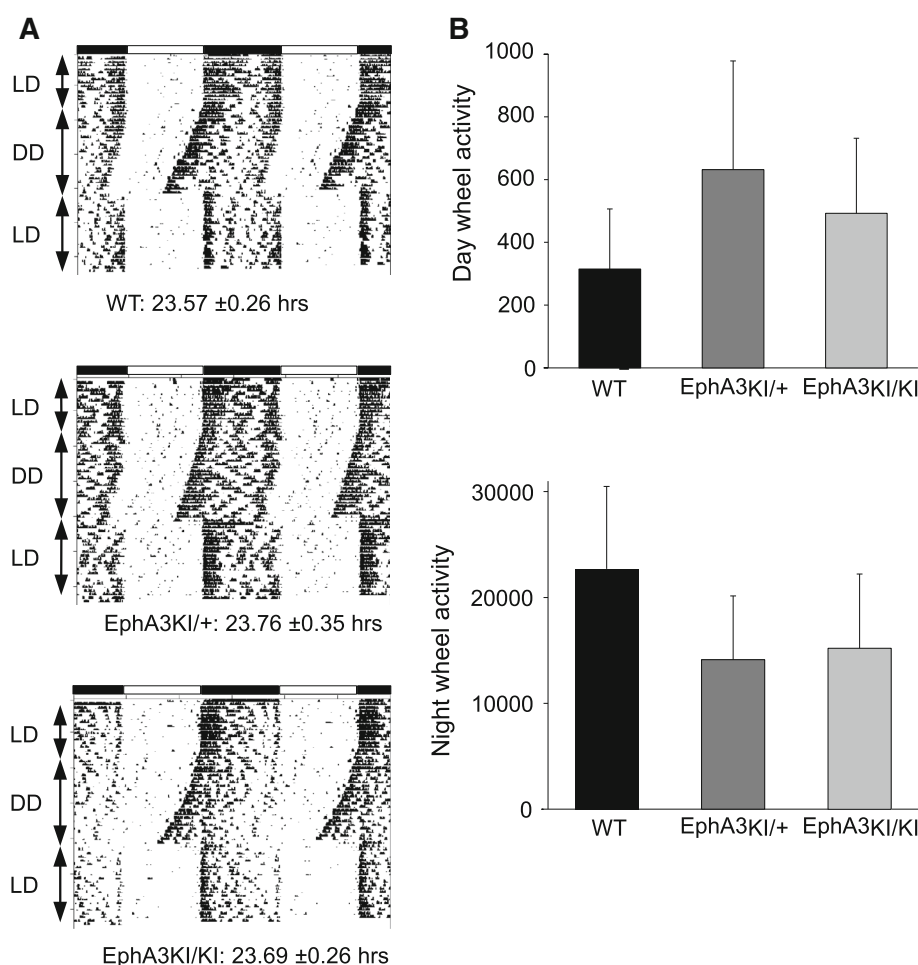 A
LD
DD
LD
WT: 23.57 ±0.26 hrs
LD
DD
LD
EphA3KI/+: 23.76 ±0.35 hrs
LD
DD
LD
EphA3KI/KI: 23.69 ±0.26 hrs
B
Day wheel activity
1000
800
600
400
200
0
WT EphA3KI/+ EphA3KI/KI
Night wheel activity
30000
20000
10000
0
WT EphA3KI/+ EphA3KI/KI